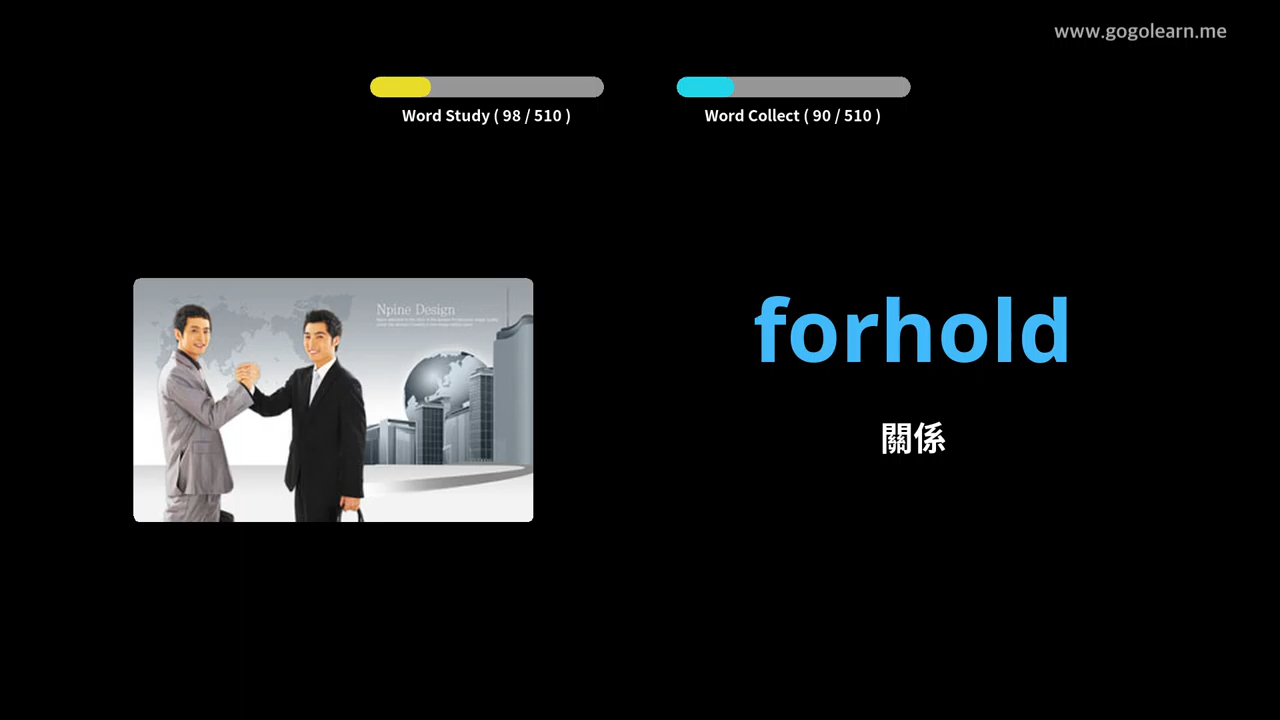 www.gogolearn.me
Word Study ( 98 / 510 )
Word Collect ( 90 / 510 )
Npine Design
forhold
關係